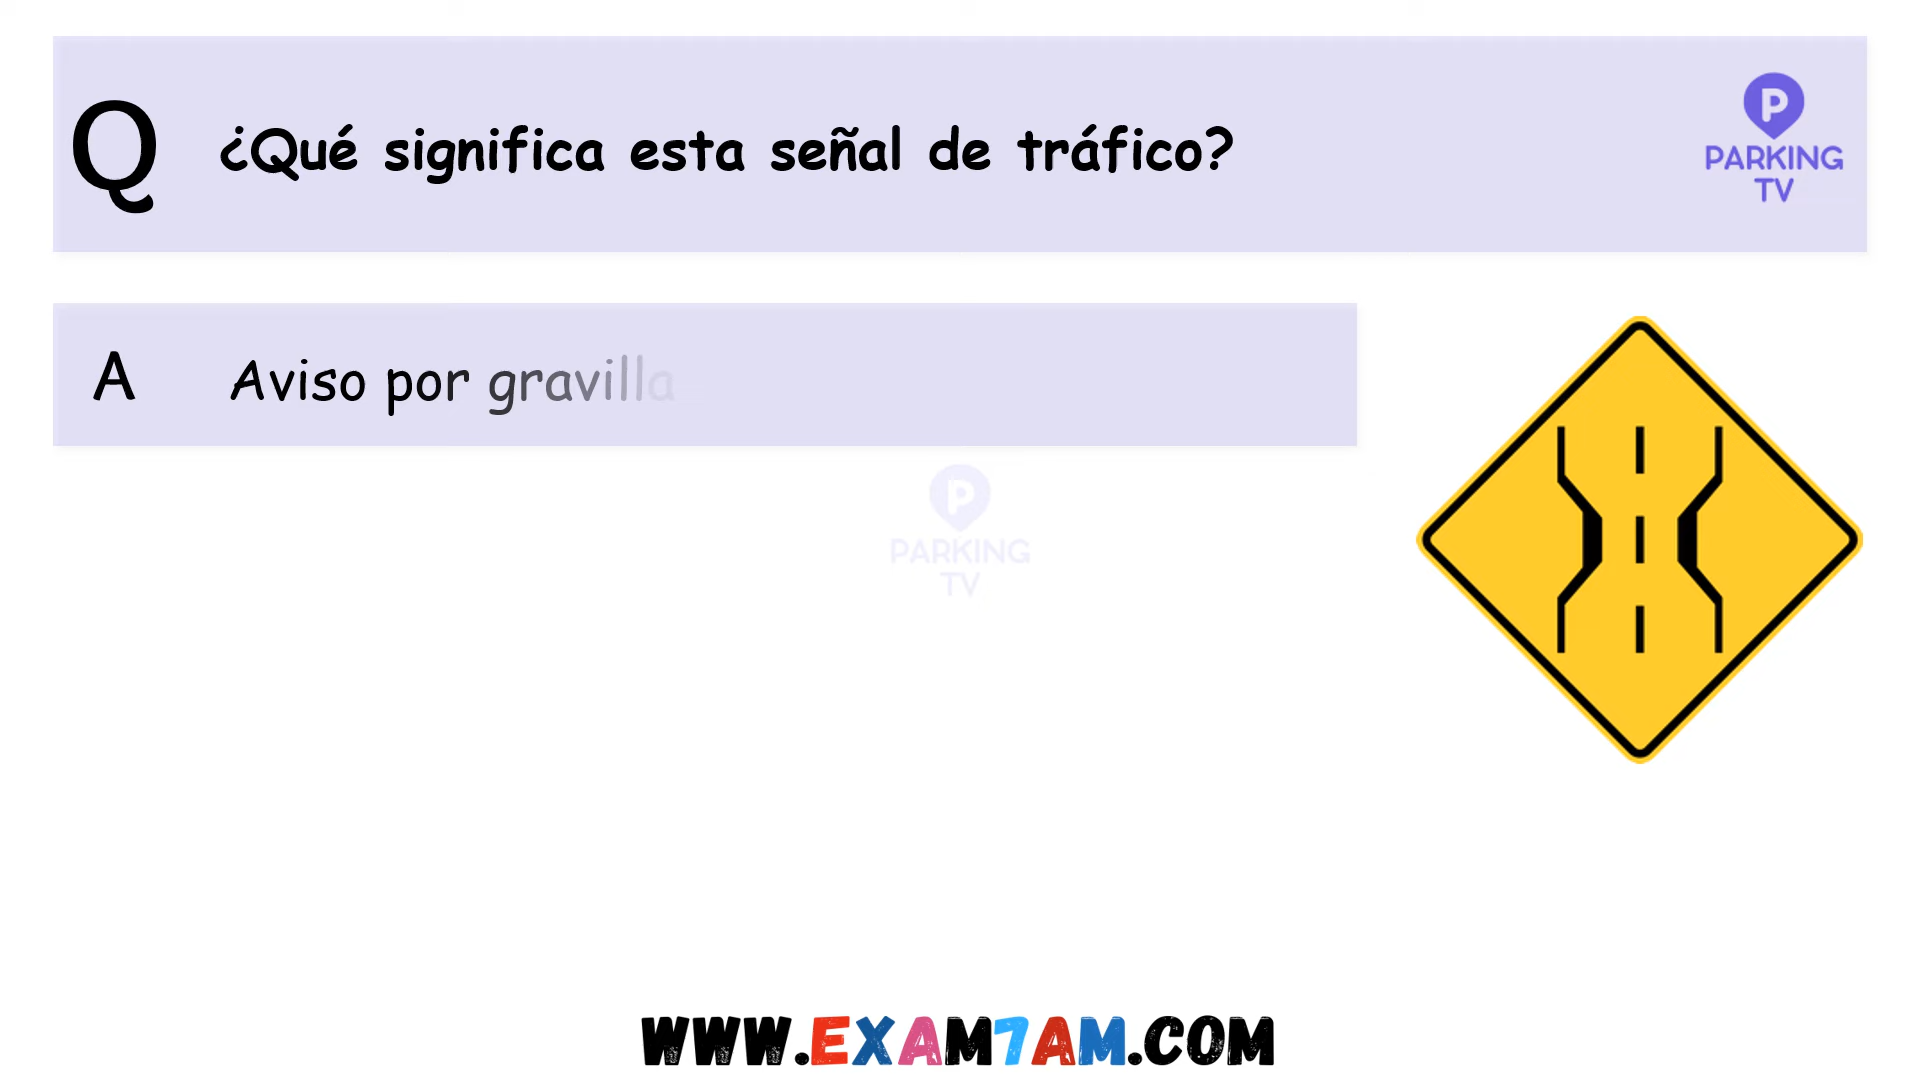 Q ¿Qué significa esta señal de tráfico?
P
PARKING
TV
A Aviso por gravilla
P
PARKING
TV
WWW.EXAM7AM.COM